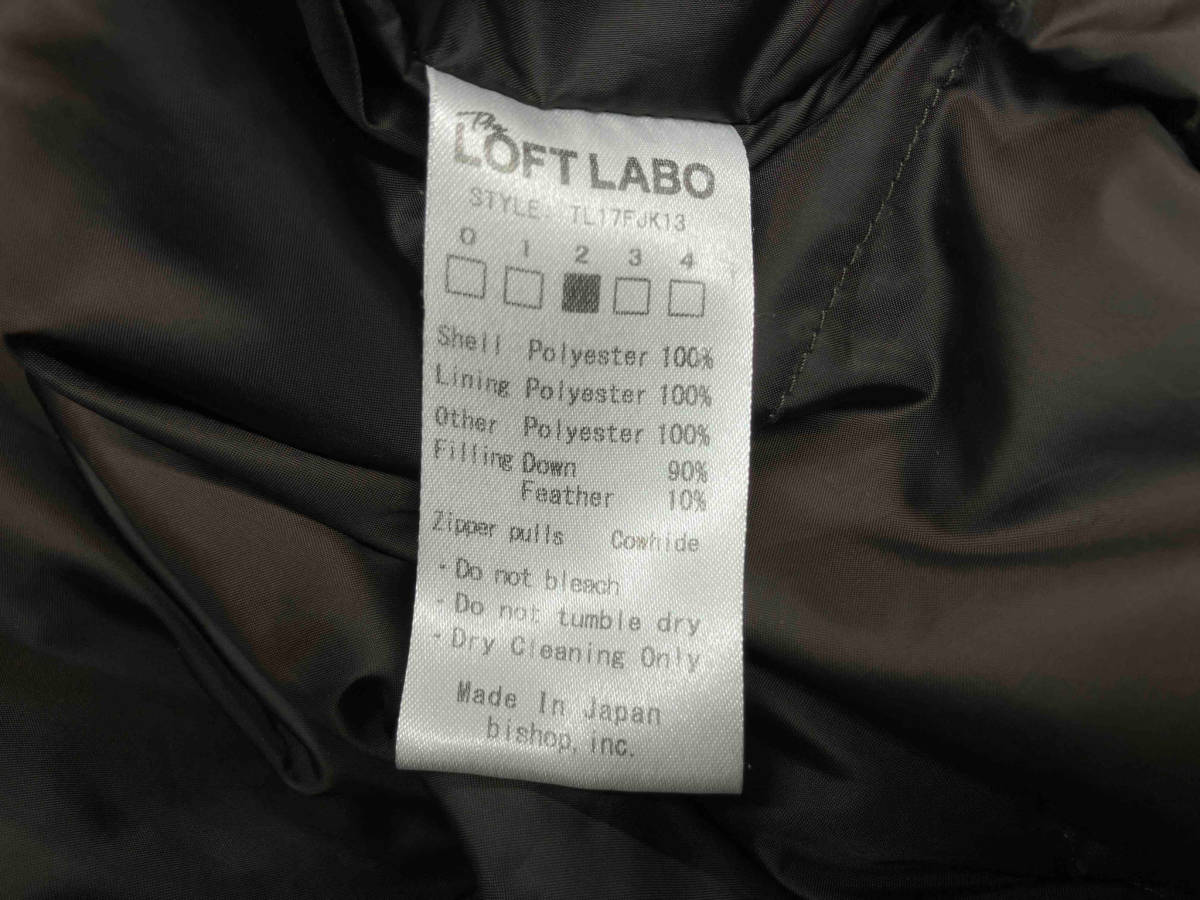 The
LOFT LABO
STYLE: TL17FJK13
0 1 2 3 4
Shell Polyester 100%
Lining Polyester 100%
Other Polyester 100%
Filling Down 90%
Feather 10%
Zipper pulls Cowhide
・Do not bleach
・Do not tumble dry
・Dry Cleaning Only
Made In Japan
bishop, inc.